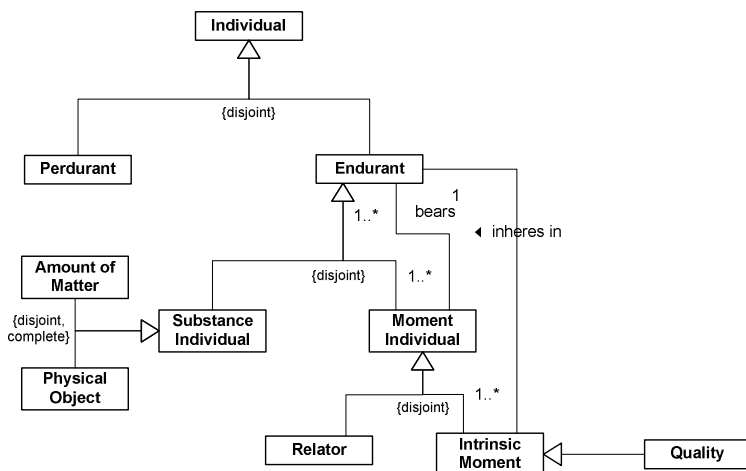 Individual
{disjoint}
Perdurant
Endurant
1
1..*
bears
◄ inheres in
Amount of
Matter
{disjoint}
1..*
{disjoint,
complete}
Substance
Individual
Moment
Individual
Physical
Object
1..*
{disjoint}
Relator
Intrinsic
Moment
Quality